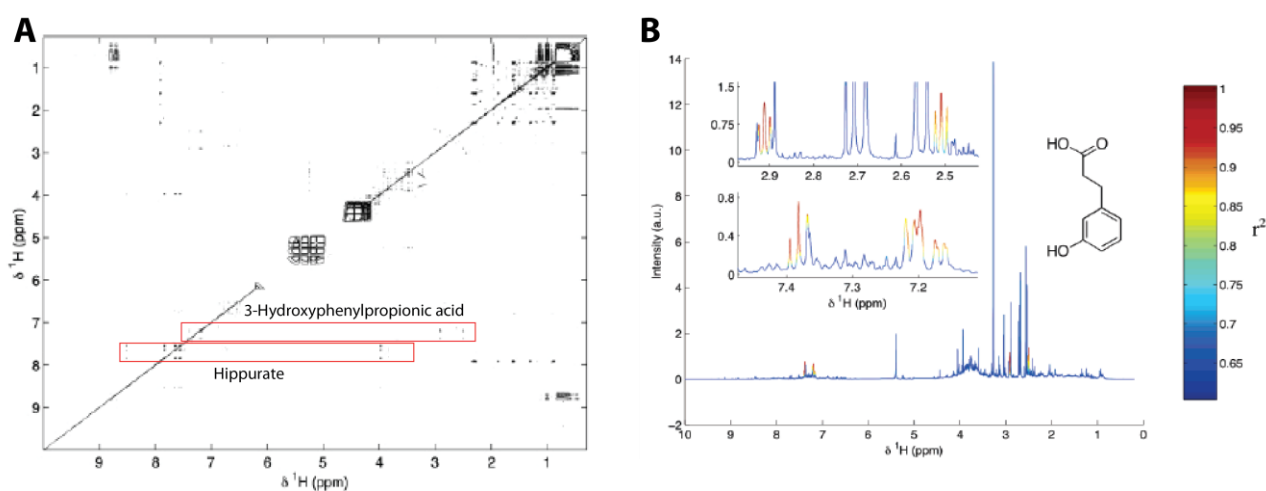 A
1
2
3
4
5
6
7
8
9
δ ¹H (ppm)
3-Hydroxyphenylpropionic acid
Hippurate
9 8 7 6 5 4 3 2 1
δ ¹H (ppm)
B
14
12
10
8
6
4
2
0
−2
Intensity (a.u.)
1.5
0.75
0
2.9 2.8 2.7 2.6 2.5
0.8
0.4
0
7.4 7.3 7.2
δ ¹H (ppm)
10 9 8 7 6 5 4 3 2 1 0
δ ¹H (ppm)
HO
O
HO
1
0.95
0.9
0.85
0.8
0.75
0.7
0.65
r²